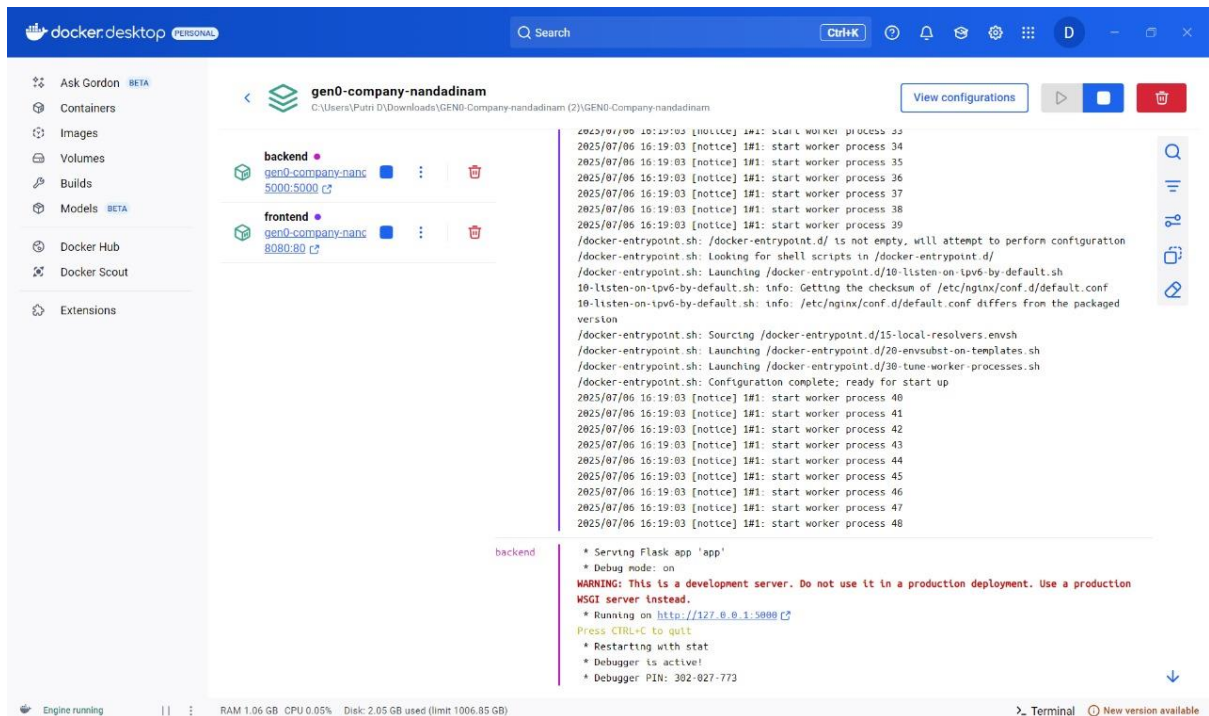 docker.desktop PERSONAL
Search
Ctrl+K
D
Ask Gordon BETA
Containers
Images
Volumes
Builds
Models BETA
Docker Hub
Docker Scout
Extensions
gen0-company-nandadinam
C:\Users\Putri D\Downloads\GEN0-Company-nandadinam (2)\GEN0-Company-nandadinam
View configurations
backend
gen0-company-nanc
5000:5000
frontend
gen0-company-nanc
8080:80
2025/07/06 16:19:03 [notice] 1#1: start worker process 33
2025/07/06 16:19:03 [notice] 1#1: start worker process 34
2025/07/06 16:19:03 [notice] 1#1: start worker process 35
2025/07/06 16:19:03 [notice] 1#1: start worker process 36
2025/07/06 16:19:03 [notice] 1#1: start worker process 37
2025/07/06 16:19:03 [notice] 1#1: start worker process 38
2025/07/06 16:19:03 [notice] 1#1: start worker process 39
/docker-entrypoint.sh: /docker-entrypoint.d/ is not empty, will attempt to perform configuration
/docker-entrypoint.sh: Looking for shell scripts in /docker-entrypoint.d/
/docker-entrypoint.sh: Launching /docker-entrypoint.d/10-listen-on-ipv6-by-default.sh
10-listen-on-ipv6-by-default.sh: info: Getting the checksum of /etc/nginx/conf.d/default.conf
10-listen-on-ipv6-by-default.sh: info: /etc/nginx/conf.d/default.conf differs from the packaged
version
/docker-entrypoint.sh: Sourcing /docker-entrypoint.d/15-local-resolvers.envsh
/docker-entrypoint.sh: Launching /docker-entrypoint.d/20-envsubst-on-templates.sh
/docker-entrypoint.sh: Launching /docker-entrypoint.d/30-tune-worker-processes.sh
/docker-entrypoint.sh: Configuration complete; ready for start up
2025/07/06 16:19:03 [notice] 1#1: start worker process 40
2025/07/06 16:19:03 [notice] 1#1: start worker process 41
2025/07/06 16:19:03 [notice] 1#1: start worker process 42
2025/07/06 16:19:03 [notice] 1#1: start worker process 43
2025/07/06 16:19:03 [notice] 1#1: start worker process 44
2025/07/06 16:19:03 [notice] 1#1: start worker process 45
2025/07/06 16:19:03 [notice] 1#1: start worker process 46
2025/07/06 16:19:03 [notice] 1#1: start worker process 47
2025/07/06 16:19:03 [notice] 1#1: start worker process 48
backend
* Serving Flask app 'app'
* Debug mode: on
WARNING: This is a development server. Do not use it in a production deployment. Use a production
WSGI server instead.
* Running on http://127.0.0.1:5000
Press CTRL+C to quit
* Restarting with stat
* Debugger is active!
* Debugger PIN: 302-027-773
Engine running
RAM 1.06 GB CPU 0.05% Disk: 2.05 GB used (limit 1006.85 GB)
>_ Terminal
New version available